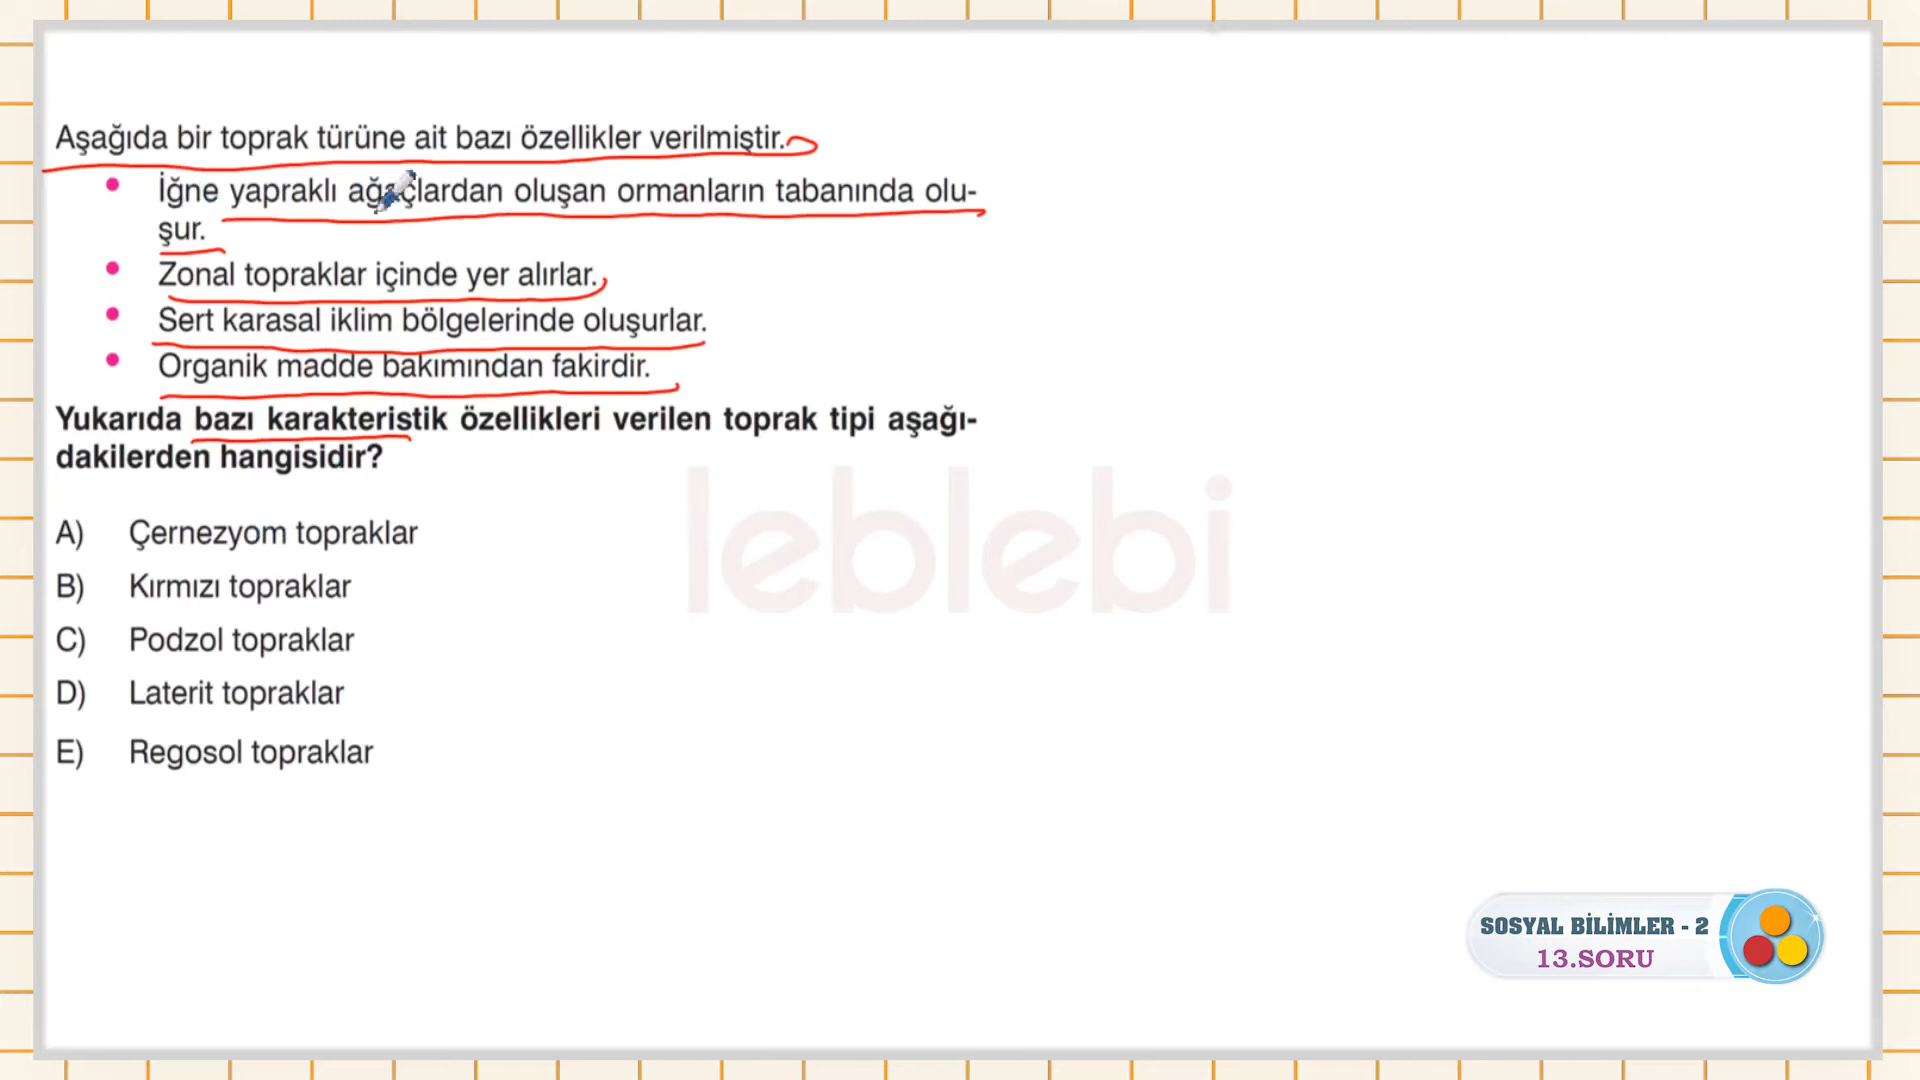 Aşağıda bir toprak türüne ait bazı özellikler verilmiştir.
• İğne yapraklı ağaçlardan oluşan ormanların tabanında olu-
şur.
• Zonal topraklar içinde yer alırlar.
• Sert karasal iklim bölgelerinde oluşurlar.
• Organik madde bakımından fakirdir.
Yukarıda bazı karakteristik özellikleri verilen toprak tipi aşağı-
dakilerden hangisidir?
A) Çernezyom topraklar
B) Kırmızı topraklar
C) Podzol topraklar
D) Laterit topraklar
E) Regosol topraklar
leblebi
SOSYAL BİLİMLER - 2
13.SORU